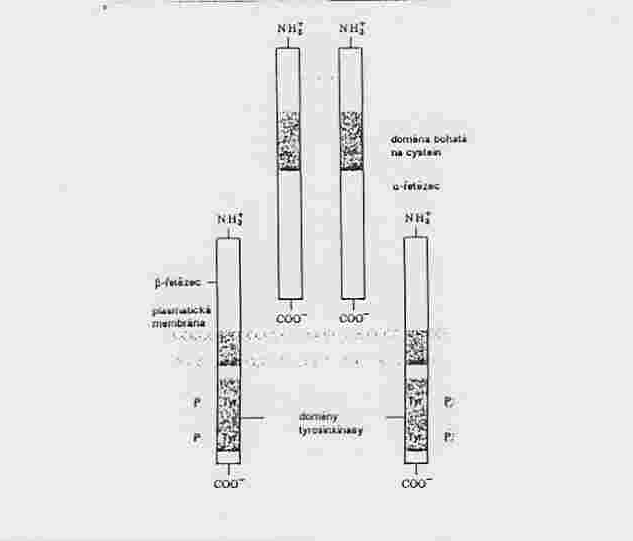 NH₃⁺ NH₃⁺
doména bohatá
na cystein
α-řetězec
NH₃⁺ NH₃⁺
β-řetězec
COO⁻ COO⁻
plasmatická
membrána
P Tyr Tyr P
domény
tyrosinkinasy
P Tyr Tyr P
COO⁻ COO⁻